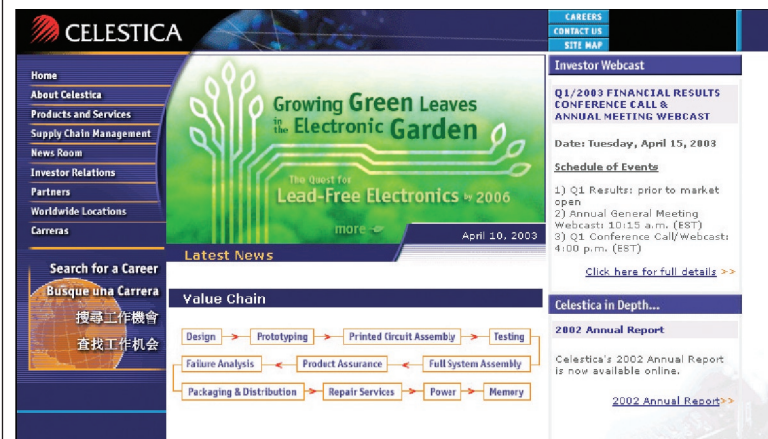 CELESTICA
CAREERS
CONTACT US
SITE MAP
Home
About Celestica
Products and Services
Supply Chain Management
News Room
Investor Relations
Partners
Worldwide Locations
Carreras
Search for a Career
Busque una Carrera
搜尋工作機會
查找工作机会
Growing Green Leaves
in the Electronic Garden
The Quest for
Lead-Free Electronics by 2006
more
April 10, 2003
Latest News
Value Chain
Design
Prototyping
Printed Circuit Assembly
Testing
Failure Analysis
Product Assurance
Full System Assembly
Packaging & Distribution
Repair Services
Power
Memory
Investor Webcast
Q1/2003 FINANCIAL RESULTS
CONFERENCE CALL &
ANNUAL MEETING WEBCAST
Date: Tuesday, April 15, 2003
Schedule of Events
1) Q1 Results: prior to market
open
2) Annual General Meeting
Webcast: 10:15 a.m. (EST)
3) Q1 Conference Call/Webcast:
4:00 p.m. (EST)
Click here for full details >>
Celestica in Depth...
2002 Annual Report
Celestica's 2002 Annual Report
is now available online.
2002 Annual Report>>